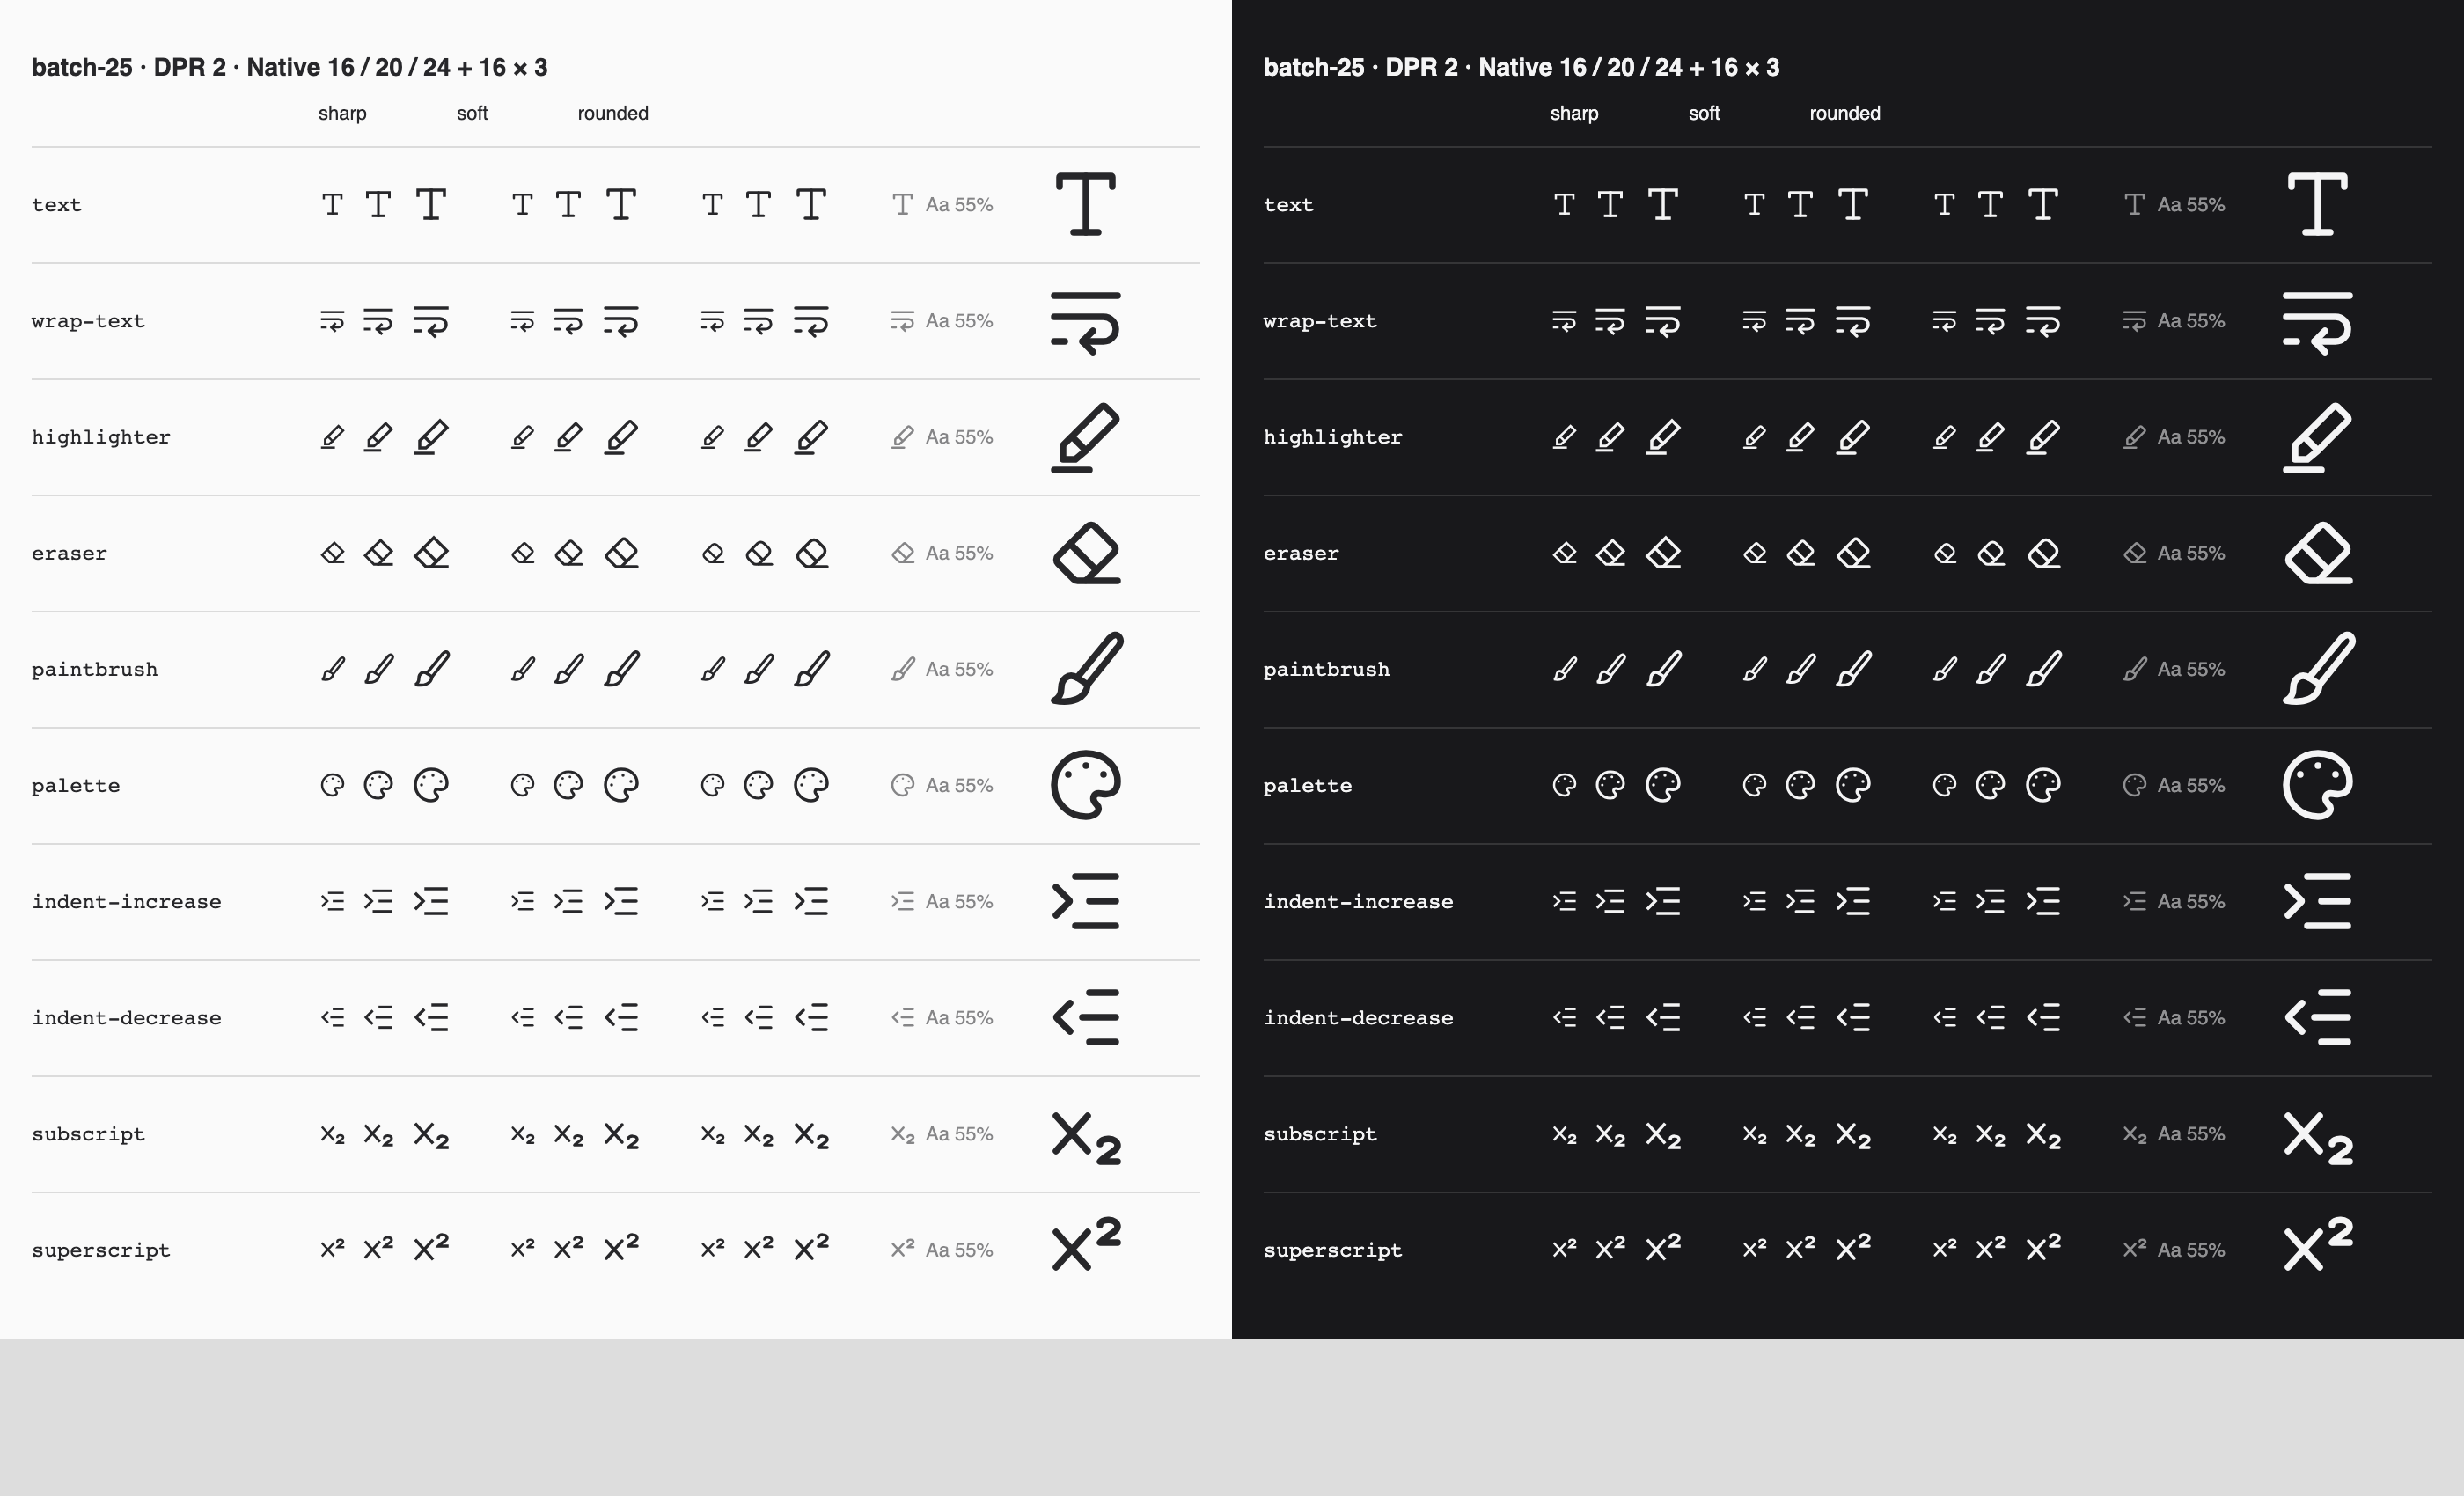 batch-25 · DPR 2 · Native 16 / 20 / 24 + 16 × 3
sharp soft rounded
text Aa 55%
wrap-text Aa 55%
highlighter Aa 55%
eraser Aa 55%
paintbrush Aa 55%
palette Aa 55%
indent-increase Aa 55%
indent-decrease Aa 55%
subscript Aa 55%
superscript Aa 55%
batch-25 · DPR 2 · Native 16 / 20 / 24 + 16 × 3
sharp soft rounded
text Aa 55%
wrap-text Aa 55%
highlighter Aa 55%
eraser Aa 55%
paintbrush Aa 55%
palette Aa 55%
indent-increase Aa 55%
indent-decrease Aa 55%
subscript Aa 55%
superscript Aa 55%